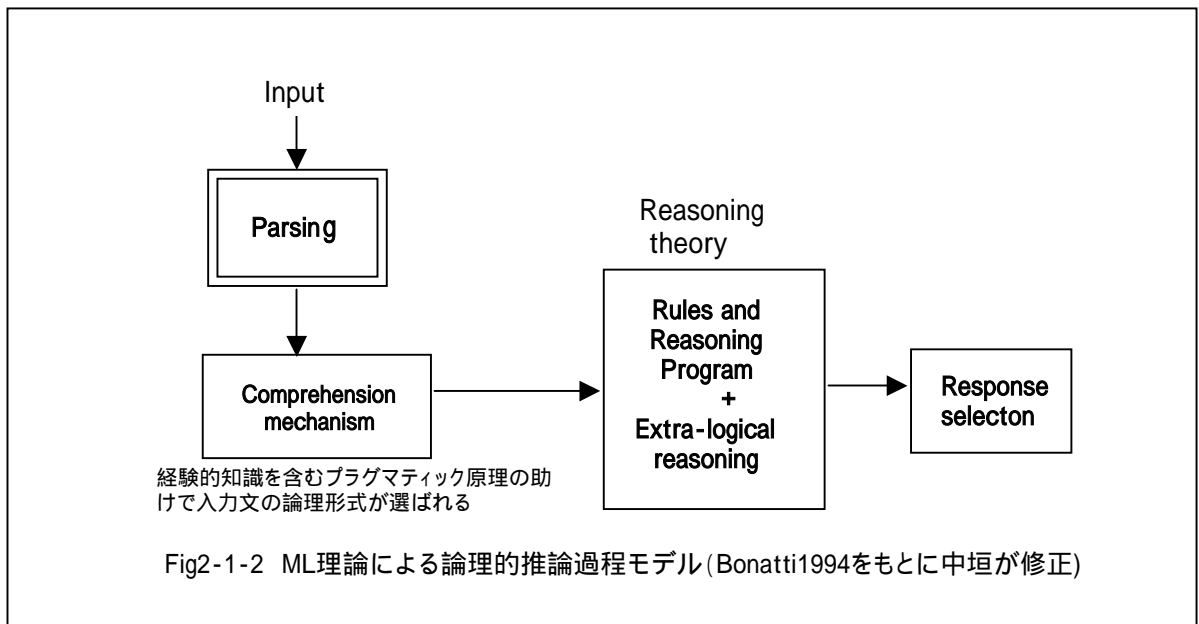 Input
Parsing
Comprehension
mechanism
経験的知識を含むプラグマティック原理の助
けで入力文の論理形式が選ばれる
Reasoning
theory
Rules and
Reasoning
Program
+
Extra-logical
reasoning
Response
selecton
Fig2-1-2 ML理論による論理的推論過程モデル(Bonatti1994をもとに中垣が修正)